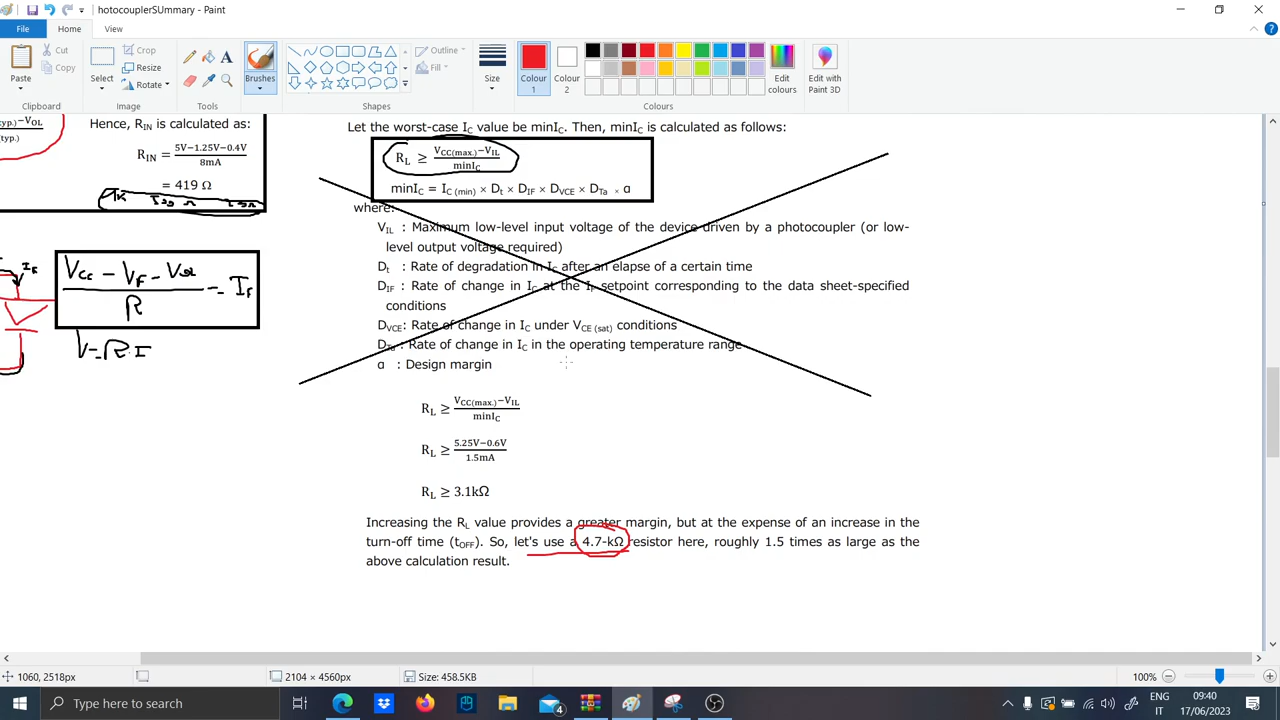 hotocouplerSUmmary - Paint
File
Home
View
Paste
Cut
Copy
Clipboard
Select
Crop
Resize
Rotate
Image
Tools
Brushes
Shapes
Outline
Fill
Size
Colour
1
Colour
2
Edit
colours
Edit with
Paint 3D
Colours
(typ.)−VOL
(typ.)
Hence, RIN is calculated as:
RIN = 5V−1.25V−0.4V
8mA
= 419 Ω
IF
VCC − VF − VOL
R
= IF
V=R·I
Let the worst-case IC value be minIC. Then, minIC is calculated as follows:
RL ≥ VCC(max.)−VIL
minIC
minIC = IC (min) × Dt × DIF × DVCE × DTa × α
where:
VIL : Maximum low-level input voltage of the device driven by a photocoupler (or low-
level output voltage required)
Dt : Rate of degradation in IC after an elapse of a certain time
DIF : Rate of change in IC at the IF setpoint corresponding to the data sheet-specified
conditions
DVCE: Rate of change in IC under VCE (sat) conditions
DTa : Rate of change in IC in the operating temperature range
α : Design margin
RL ≥ VCC(max.)−VIL
minIC
RL ≥ 5.25V−0.6V
1.5mA
RL ≥ 3.1kΩ
Increasing the RL value provides a greater margin, but at the expense of an increase in the
turn-off time (tOFF). So, let's use a 4.7-kΩ resistor here, roughly 1.5 times as large as the
above calculation result.
1060, 2518px
2104 × 4560px
Size: 458.5KB
100%
Type here to search
4
ENG
IT
09:40
17/06/2023